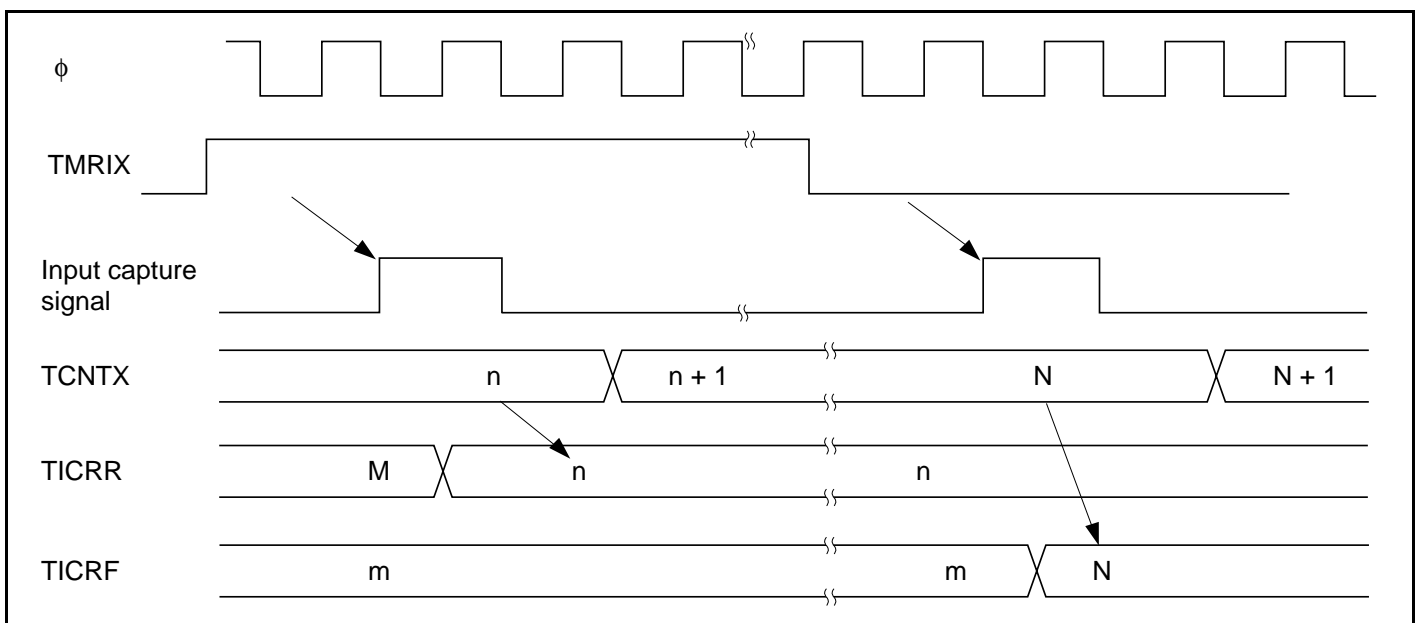 φ
TMRIX
Input capture
signal
TCNTX n n + 1 N N + 1
TICRR M n n
TICRF m m N